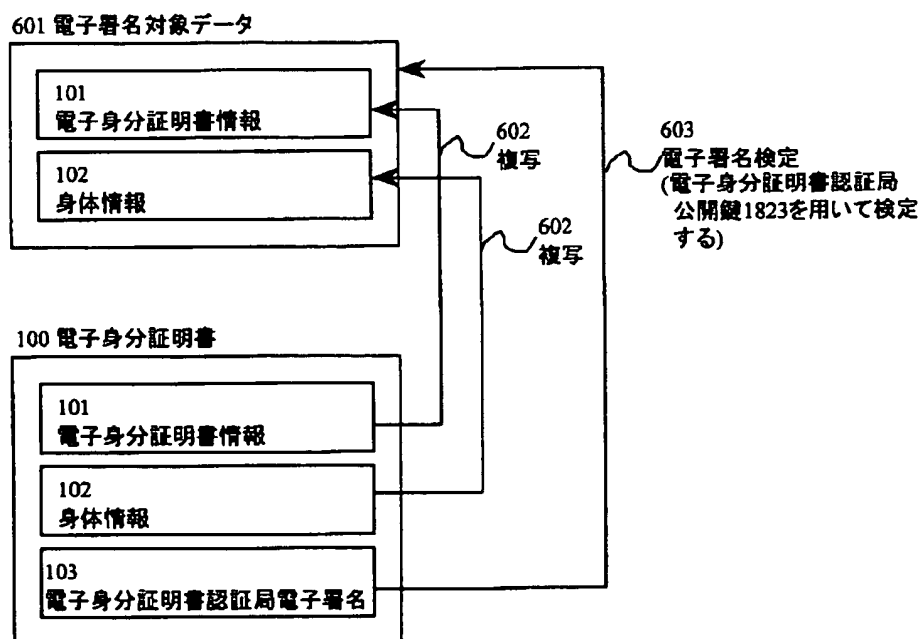 601 電子署名対象データ
101
電子身分証明書情報
102
身体情報
602
複写
602
複写
603
電子署名検定
(電子身分証明書認証局
公開鍵1823を用いて検定
する)
100 電子身分証明書
101
電子身分証明書情報
102
身体情報
103
電子身分証明書認証局電子署名